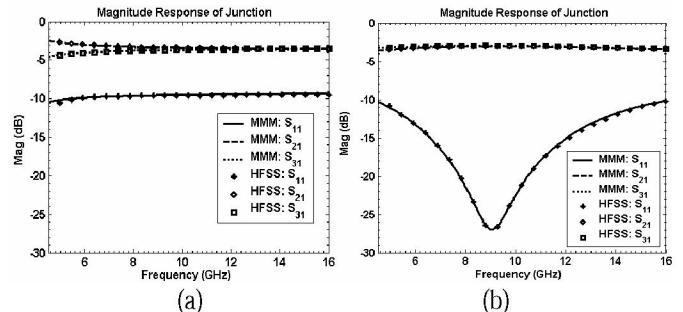 Magnitude Response of Junction
0
-5
-10
-15
-20
-25
-30
Mag (dB)
6 8 10 12 14 16
Frequency (GHz)
MMM: S11
MMM: S21
MMM: S31
HFSS: S11
HFSS: S21
HFSS: S31
(a)
Magnitude Response of Junction
0
-5
-10
-15
-20
-25
-30
Mag (dB)
6 8 10 12 14 16
Frequency (GHz)
MMM: S11
MMM: S21
MMM: S31
HFSS: S11
HFSS: S21
HFSS: S31
(b)